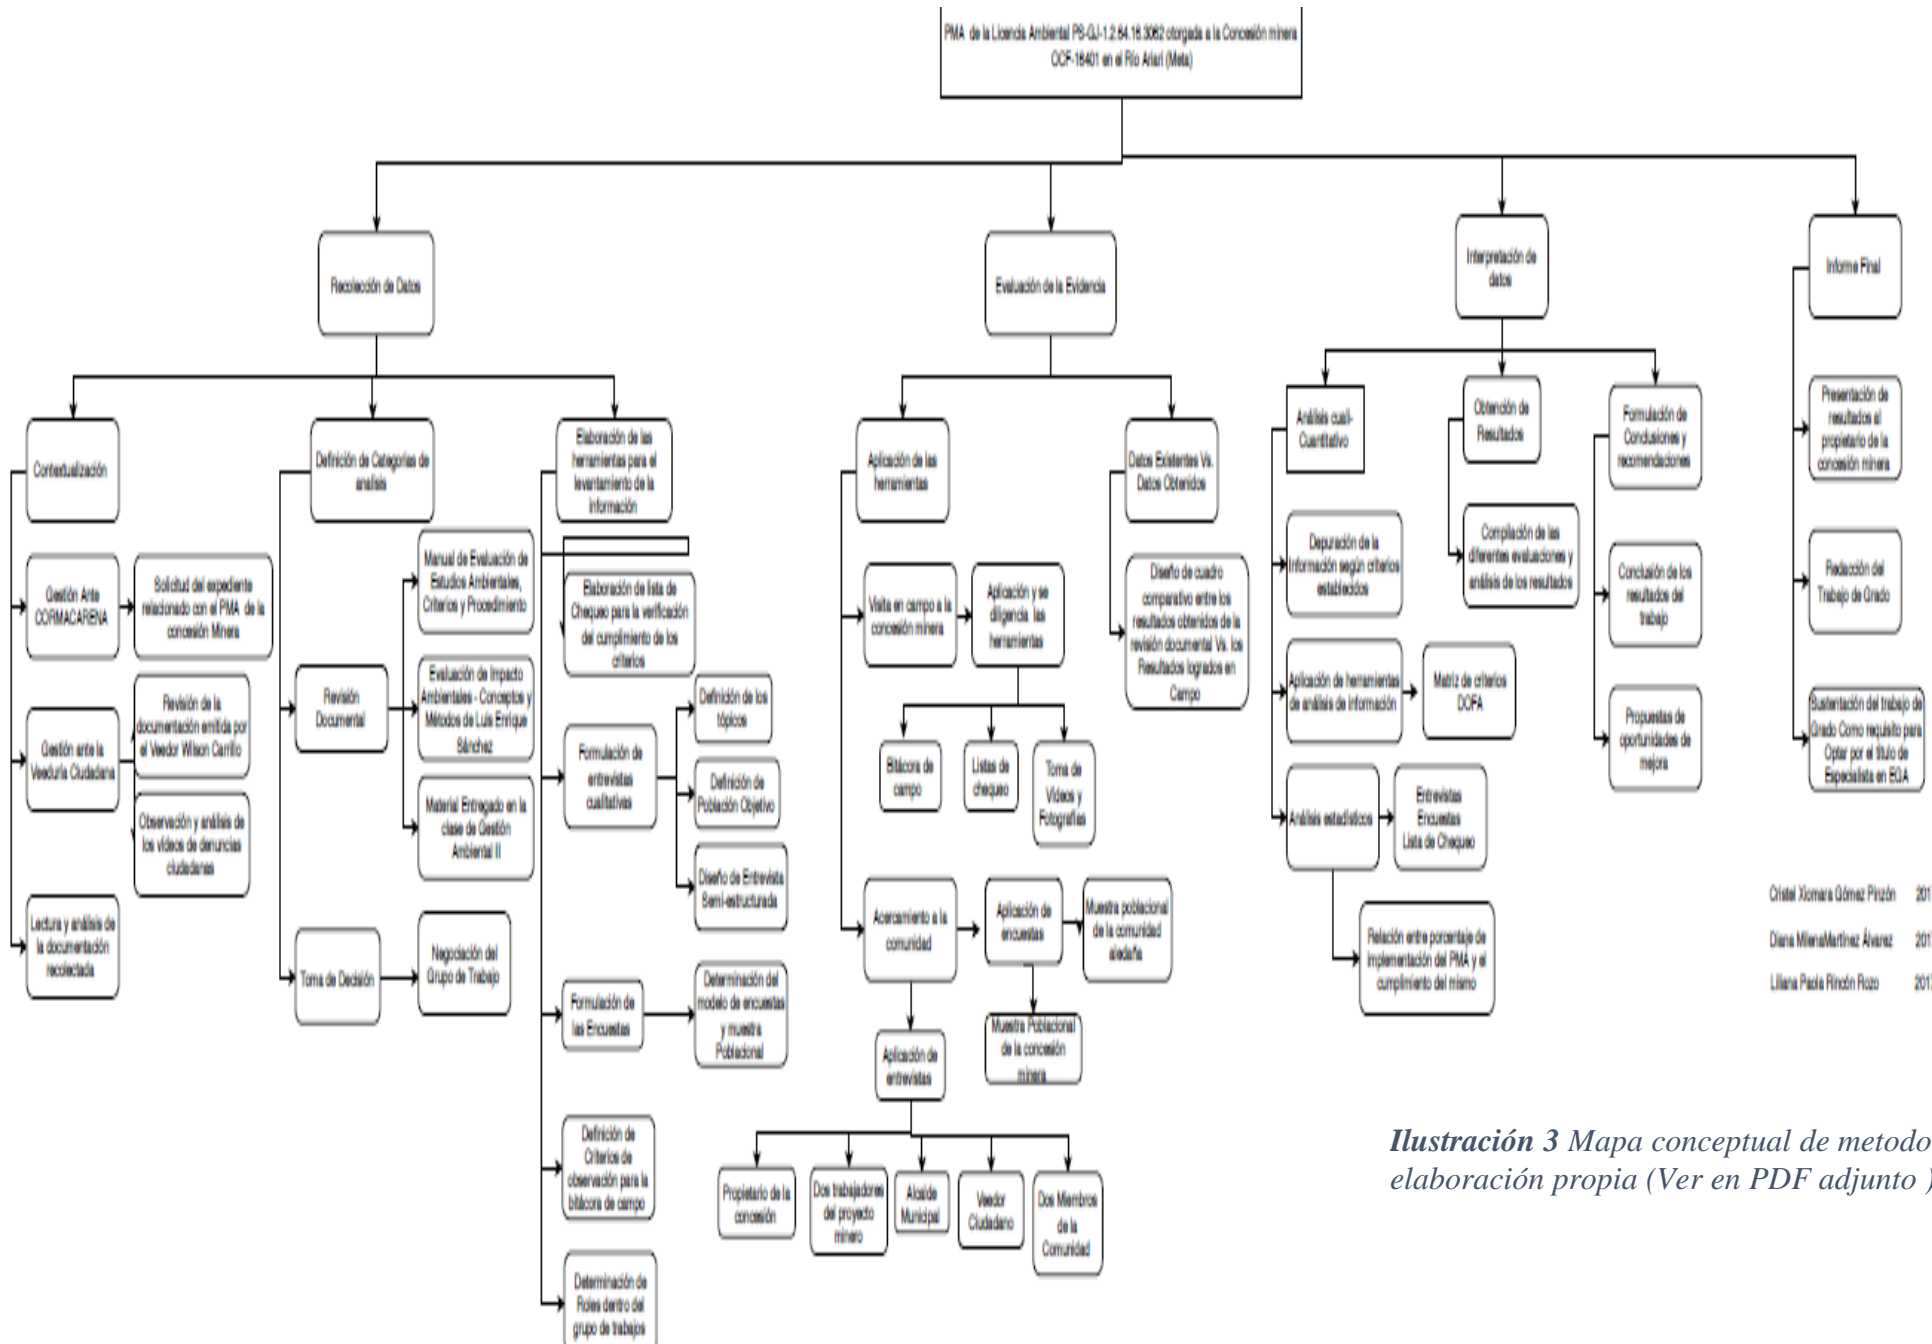 PMA de la Licencia Ambiental PS-GJ-1.2.64.16.3062 otorgada a la Concesión minera
OCF-16401 en el Río Ariari (Meta)
Recolección de Datos
Evaluación de la Evidencia
Interpretación de
datos
Informe Final
Contextualización
Definición de Categorías de
analisis
Elaboración de las
herramientas para el
levantamiento de la
Información
Aplicación de las
herramientas
Datos Existentes Vs.
Datos Obtenidos
Análisis cuali-
Cuantitativo
Obtención de
Resultados
Formulación de
Conclusiones y
recomendaciones
Presentación de
resultados al
propietario de la
concesión minera
Gestión Ante
CORMACARENA
Solicitud del expediente
relacionado con el PMA de la
concesión Minera
Manual de Evaluación de
Estudios Ambientales,
Criterios y Procedimiento
Elaboración de lista de
Chequeo para la verificación
del cumplimiento de los
criterios
Visita en campo a la
concesión minera
Aplicación y se
diligencia las
herramientas
Diseño de cuadro
comparativo entre los
resultados obtenidos de la
revisión documental Vs. los
Resultados logrados en
Campo
Depuración de la
Información según criterios
establecidos
Compilación de las
diferentes evaluaciones y
análisis de los resultados
Conclusión de los
resultados del
trabajo
Redacción del
Trabajo de Grado
Gestión ante la
Veeduría Ciudadana
Revisión de la
documentación emitida por
el Veedor Wilson Carrillo
Observación y análisis de
los vídeos de denuncias
ciudadanes
Revisión
Documental
Evaluación de Impacto
Ambientales - Conceptos y
Métodos de Luis Enrique
Sánchez
Material Entregado en la
clase de Gestión
Ambiental II
Formulación de
entrevistas
cualitativas
Definición de los
tópicos
Definición de
Población Objetivo
Diseño de Entrevista
Semi-estructurada
Bitácora de
campo
Listas de
chequeo
Toma de
Vídeos y
Fotografías
Aplicación de herramientas
de análisis de información
Matriz de criterios
DOFA
Propuestas de
oportunidades de
mejora
Sustentación del trabajo de
Grado Como requisito para
Optar por el título de
Especialista en EGA
Análisis estadísticos
Entrevistas
Encuestas
Lista de Chequeo
Relación entre porcentaje de
implementación del PMA y el
cumplimiento del mismo
Lectura y análisis de
la documentación
recolectada
Toma de Decisión
Negociación del
Grupo de Trabajo
Formulación de
las Encuestas
Determinación del
modelo de encuestas
y muestra
Poblacional
Acercamiento a la
comunidad
Aplicación de
encuestas
Muestra poblacional
de la comunidad
aledaña
Muestra Poblacional
de la concesión
minera
Aplicación de
entrevistas
Definición de
Criterios de
observación para la
bitácora de campo
Determinación de
Roles dentro del
grupo de trabajos
Propietario de la
concesión
Dos trabajadores
del proyecto
minero
Alcalde
Municipal
Veedor
Ciudadano
Dos Miembros
de la
Comunidad
Cristel Xiomara Gómez Pinzón 201
Diana MilenaMartínez Álvarez 201
Liliana Paola Rincón Rozo 201
Ilustración 3 Mapa conceptual de metodo
elaboración propia (Ver en PDF adjunto )